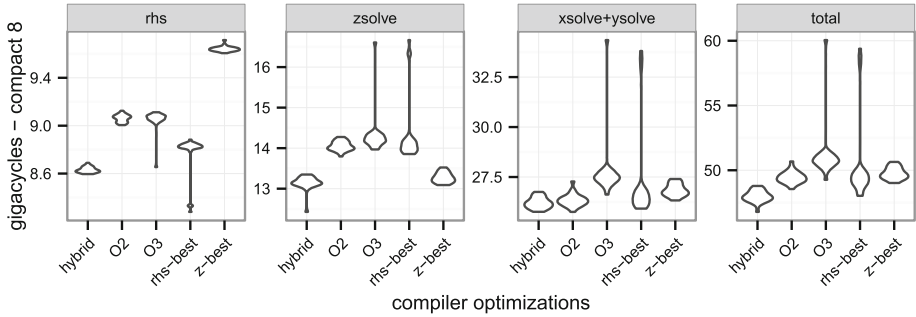 gigacycles − compact 8
rhs
zsolve
xsolve+ysolve
total
9.4
9.0
8.6
16
15
14
13
32.5
30.0
27.5
60
55
50
hybrid
O2
O3
rhs−best
z−best
hybrid
O2
O3
rhs−best
z−best
hybrid
O2
O3
rhs−best
z−best
hybrid
O2
O3
rhs−best
z−best
compiler optimizations